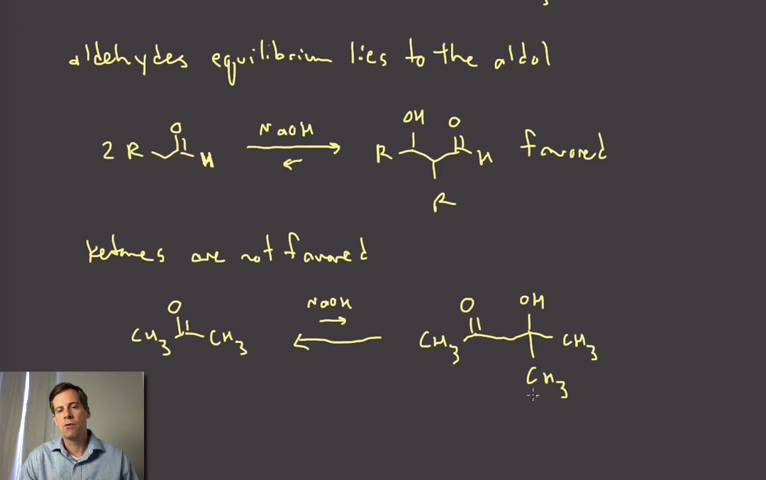 aldehydes equilibrium lies to the aldol
OH
O
O
2 R
NaOH
H
R
H
favored
R
ketones are not favored
O
NaOH
O
OH
CH3
CH3
CH3
CH3
CH3